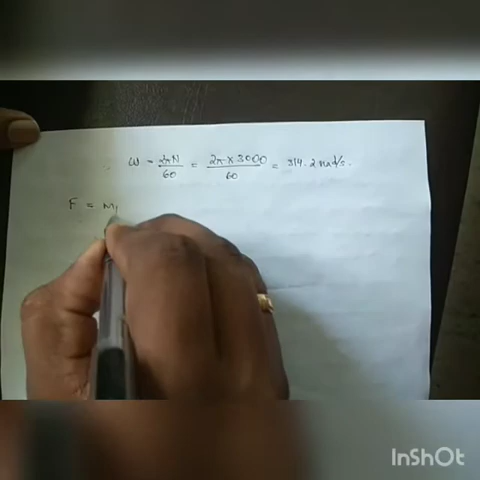 ω = 2πN/60 = 2π × 3000/60 = 314.2 rad/s.
F = m
InShOt